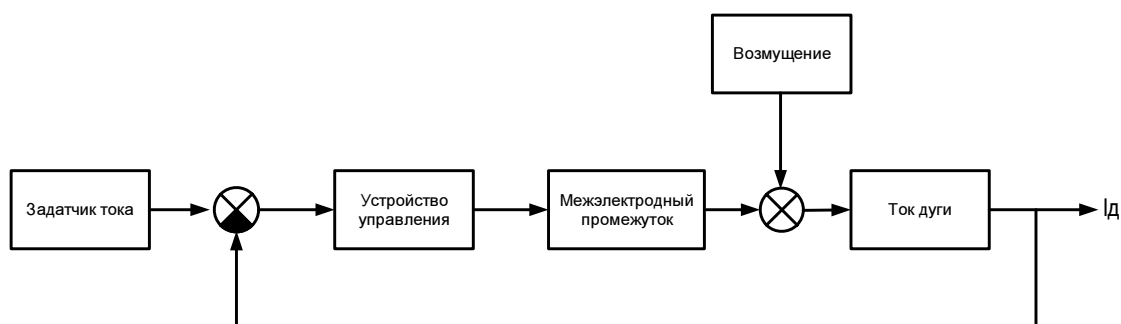 Возмущение
Задатчик тока
Устройство
управления
Межэлектродный
промежуток
Ток дуги
Iд